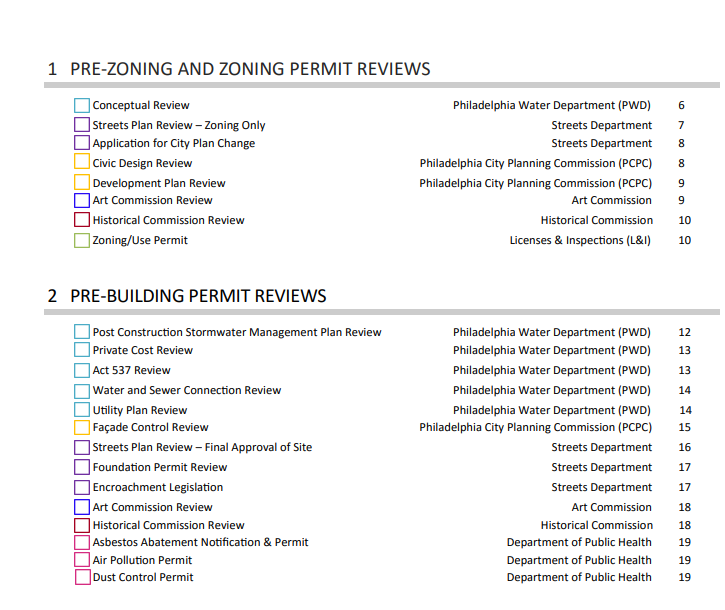 1 PRE-ZONING AND ZONING PERMIT REVIEWS
Conceptual Review Philadelphia Water Department (PWD) 6
Streets Plan Review – Zoning Only Streets Department 7
Application for City Plan Change Streets Department 8
Civic Design Review Philadelphia City Planning Commission (PCPC) 8
Development Plan Review Philadelphia City Planning Commission (PCPC) 9
Art Commission Review Art Commission 9
Historical Commission Review Historical Commission 10
Zoning/Use Permit Licenses & Inspections (L&I) 10
2 PRE-BUILDING PERMIT REVIEWS
Post Construction Stormwater Management Plan Review Philadelphia Water Department (PWD) 12
Private Cost Review Philadelphia Water Department (PWD) 13
Act 537 Review Philadelphia Water Department (PWD) 13
Water and Sewer Connection Review Philadelphia Water Department (PWD) 14
Utility Plan Review Philadelphia Water Department (PWD) 14
Façade Control Review Philadelphia City Planning Commission (PCPC) 15
Streets Plan Review – Final Approval of Site Streets Department 16
Foundation Permit Review Streets Department 17
Encroachment Legislation Streets Department 17
Art Commission Review Art Commission 18
Historical Commission Review Historical Commission 18
Asbestos Abatement Notification & Permit Department of Public Health 19
Air Pollution Permit Department of Public Health 19
Dust Control Permit Department of Public Health 19